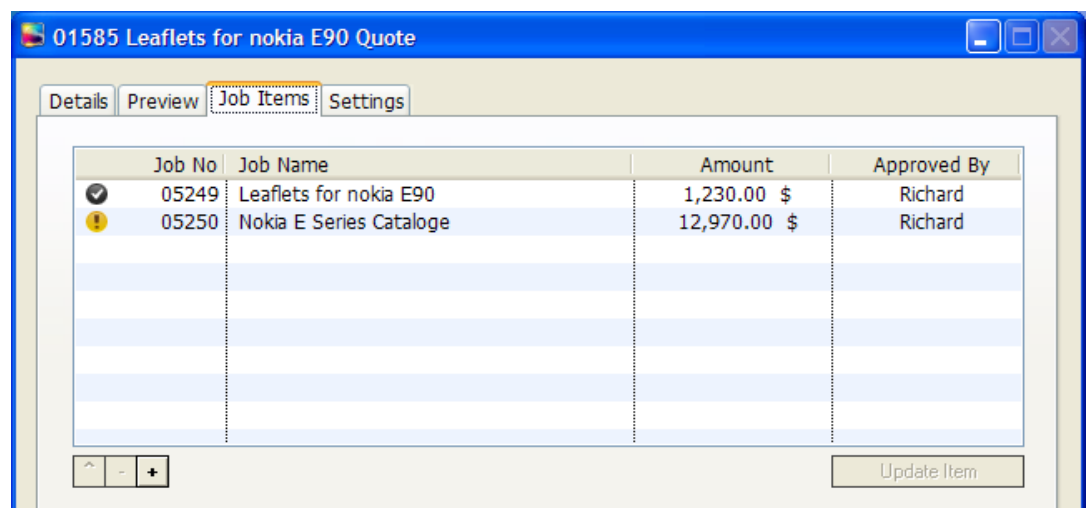 01585 Leaflets for nokia E90 Quote
Details Preview Job Items Settings
Job No Job Name Amount Approved By
05249 Leaflets for nokia E90 1,230.00 $ Richard
05250 Nokia E Series Cataloge 12,970.00 $ Richard
^ - + Update Item